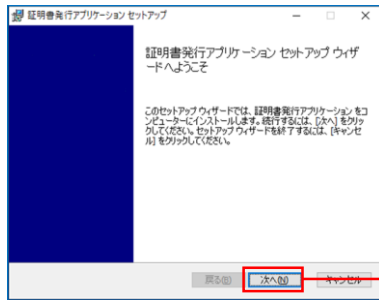 証明書発行アプリケーション セットアップ
証明書発行アプリケーション セットアップ ウィザ
ードへようこそ
このセットアップ ウィザードでは、証明書発行アプリケーション をコ
ンピューターにインストールします。続行するには、[次へ] をクリッ
クしてください。セットアップ ウィザードを終了するには、[キャンセ
ル] をクリックしてください。
戻る(B) 次へ(N) キャンセル